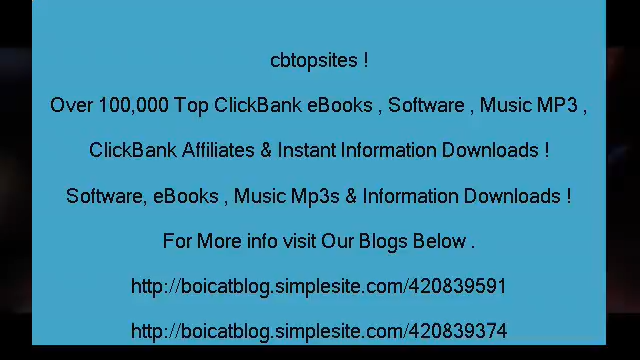 cbtopsites !
Over 100,000 Top ClickBank eBooks , Software , Music MP3 ,
ClickBank Affiliates & Instant Information Downloads !
Software, eBooks , Music Mp3s & Information Downloads !
For More info visit Our Blogs Below .
http://boicatblog.simplesite.com/420839591
http://boicatblog.simplesite.com/420839374